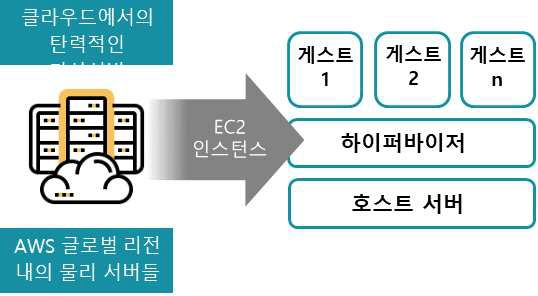 클라우드에서의
탄력적인
AWS 글로벌 리전
내의 물리 서버들
EC2
인스턴스
게스트
1
게스트
2
게스트
n
하이퍼바이저
호스트 서버